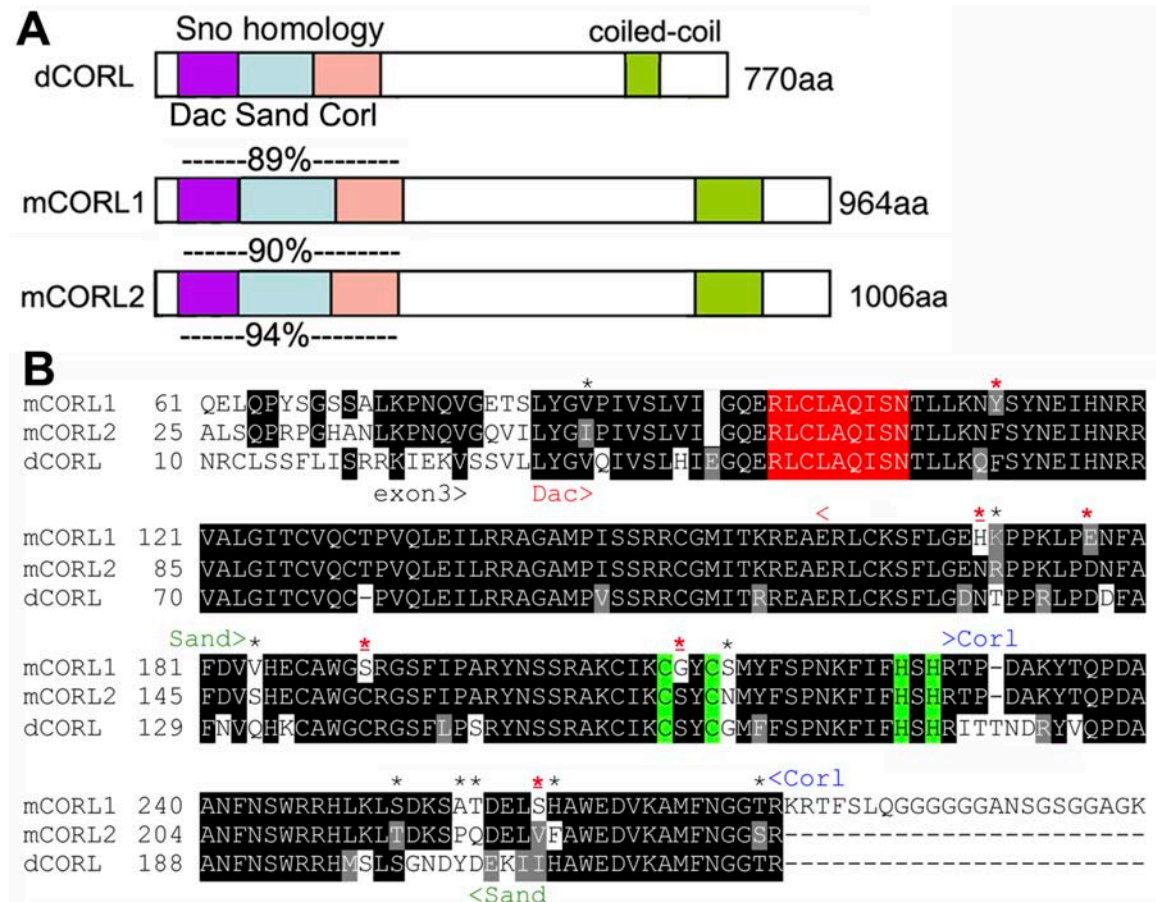 A
Sno homology coiled-coil
dCORL 770aa
Dac Sand Corl
------89%--------
mCORL1 964aa
------90%--------
mCORL2 1006aa
------94%--------
B
* *
mCORL1 61 QELQPYSGSSALKPNQVGETSLYGVPIVSLVI GQERLCLAQISNTLLKNYSYNEIHNRR
mCORL2 25 ALSQPRPGHANLKPNQVGQVILYGIPIVSLVI GQERLCLAQISNTLLKNFSYNEIHNRR
dCORL 10 NRCLSSFLISRRKIEKVSSVLLYGVQIVSLHIEGQERLCLAQISNTLLKQFSYNEIHNRR
exon3> Dac>
< * * *
mCORL1 121 VALGITCVQCTPVQLEILRRAGAMPISSRRCGMITKREAERLCKSFLGEHKPPKLPENFA
mCORL2 85 VALGITCVQCTPVQLEILRRAGAMPISSRRCGMITKREAERLCKSFLGENRPPKLPDNFA
dCORL 70 VALGITCVQC-PVQLEILRRAGAMPVSSRRCGMITRREAERLCKSFLGDNTPPRLPDDFA
Sand> * * * * >Corl
mCORL1 181 FDVVHECAWGSRGSFIPARYNSSRAKCIKCGYCSMYFSPNKFIFHSHRTP-DAKYTQPDA
mCORL2 145 FDVSHECAWGCRGSFIPARYNSSRAKCIKCSYCNMYFSPNKFIFHSHRTP-DAKYTQPDA
dCORL 129 FNVQHKCAWGCRGSFLPSRYNSSRAKCIKCSYCGMFFSPNKFIFHSHRITTNDRYVQPDA
* * * * * * <Corl
mCORL1 240 ANFNSWRRHLKLSDKSATDELSHAWEDVKAMFNGGTRKRTFSLQGGGGGGANSGSGGAGK
mCORL2 204 ANFNSWRRHLKLTDKSPQDELVFAWEDVKAMFNGGSR-----------------------
dCORL 188 ANFNSWRRHMSLSGNDYDEKIIHAWEDVKAMFNGGTR-----------------------
<Sand